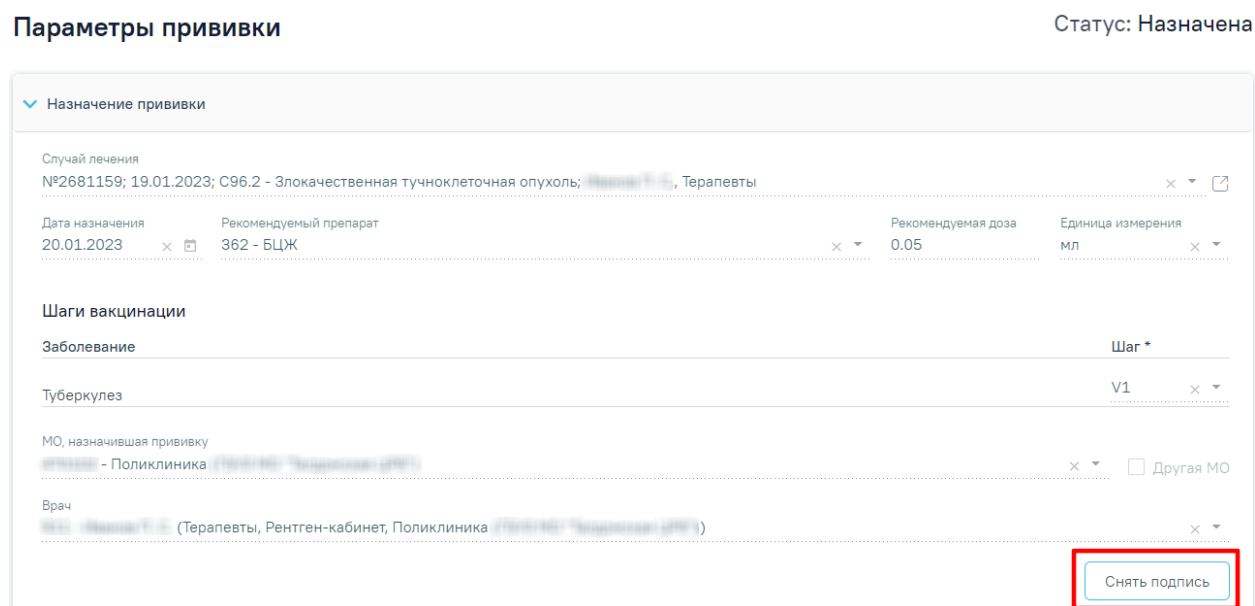 Параметры прививки
Статус: Назначена
Назначение прививки
Случай лечения
№2681159; 19.01.2023; C96.2 - Злокачественная тучноклеточная опухоль; , Терапевты
Дата назначения Рекомендуемый препарат Рекомендуемая доза Единица измерения
20.01.2023 362 - БЦЖ 0.05 мл
Шаги вакцинации
Заболевание Шаг *
Туберкулез V1
МО, назначившая прививку
- Поликлиника Другая МО
Врач
(Терапевты, Рентген-кабинет, Поликлиника )
Снять подпись